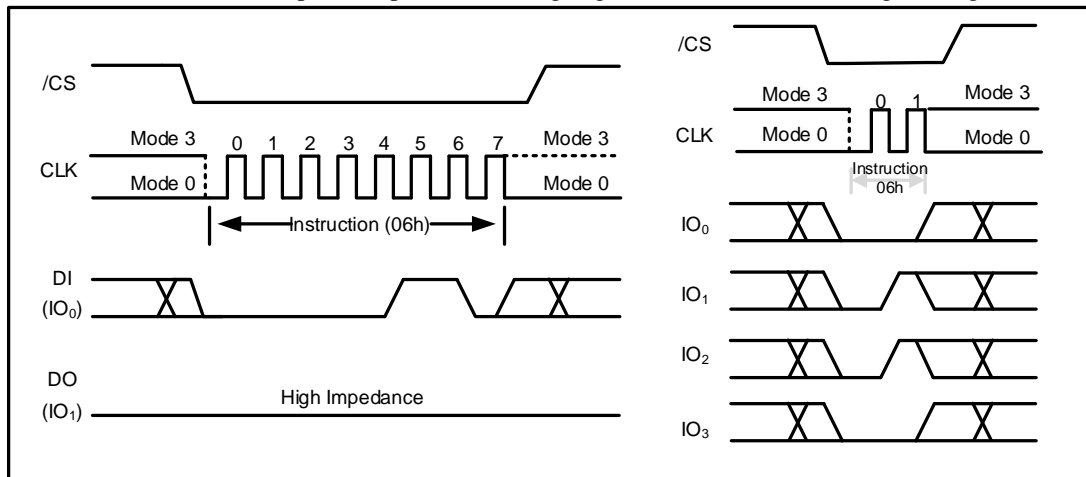 /CS
Mode 3
0 1 2 3 4 5 6 7
Mode 3
CLK
Mode 0
Mode 0
Instruction (06h)
DI
(IO₀)
DO
(IO₁)
High Impedance
/CS
Mode 3
0 1
Mode 3
CLK
Mode 0
Mode 0
Instruction
06h
IO₀
IO₁
IO₂
IO₃